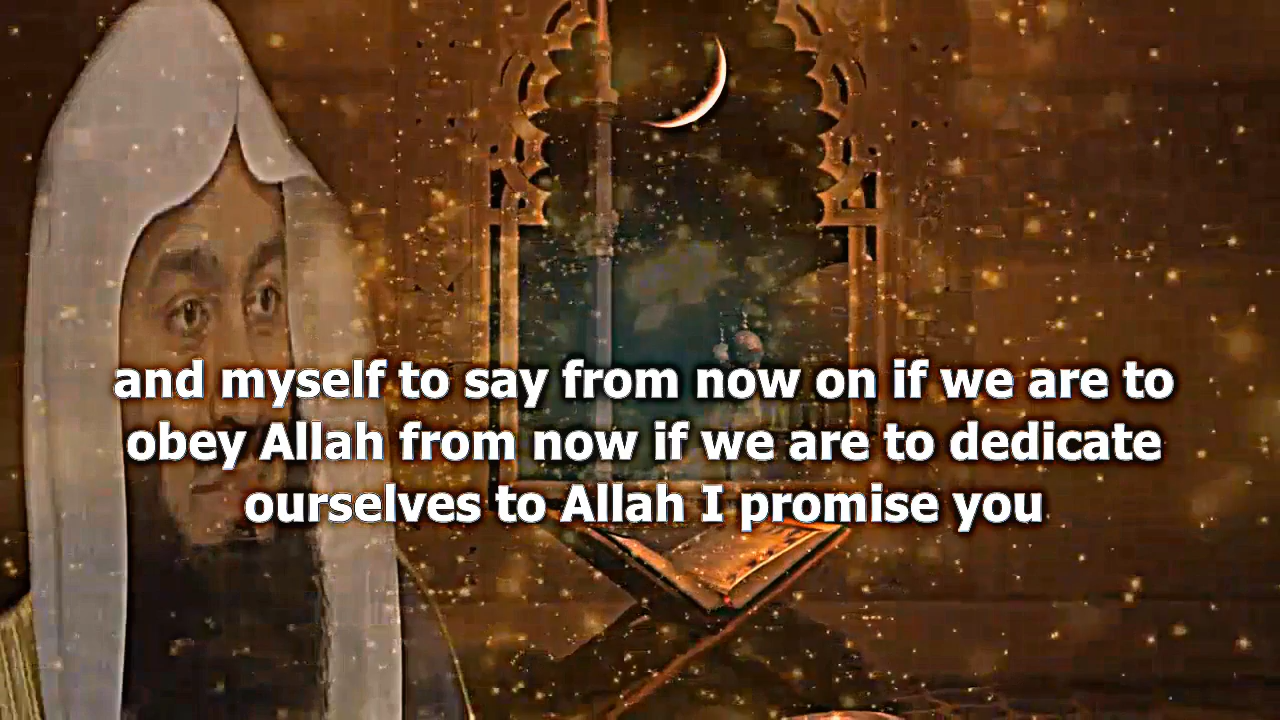 and myself to say from now on if we are to
obey Allah from now if we are to dedicate
ourselves to Allah I promise you